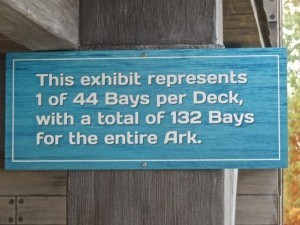 This exhibit represents
1 of 44 Bays per Deck,
with a total of 132 Bays
for the entire Ark.